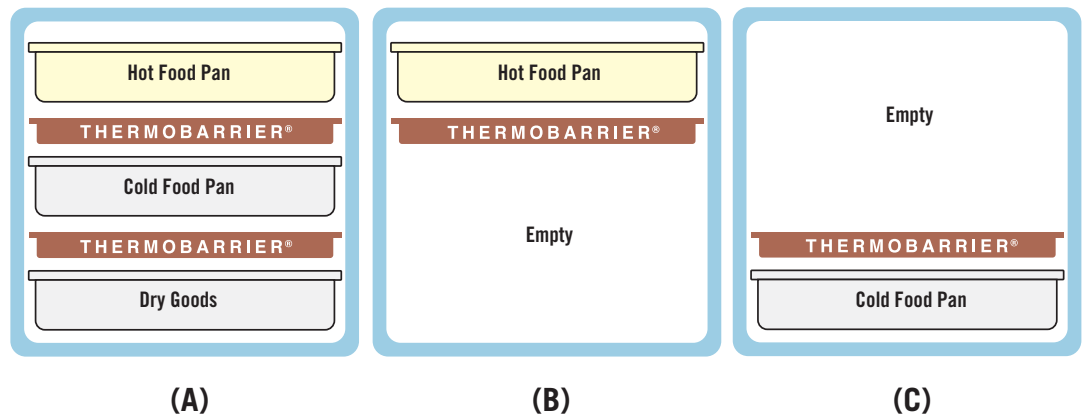 Hot Food Pan
THERMOBARRIER®
Cold Food Pan
THERMOBARRIER®
Dry Goods
(A)
Hot Food Pan
THERMOBARRIER®
Empty
(B)
Empty
THERMOBARRIER®
Cold Food Pan
(C)